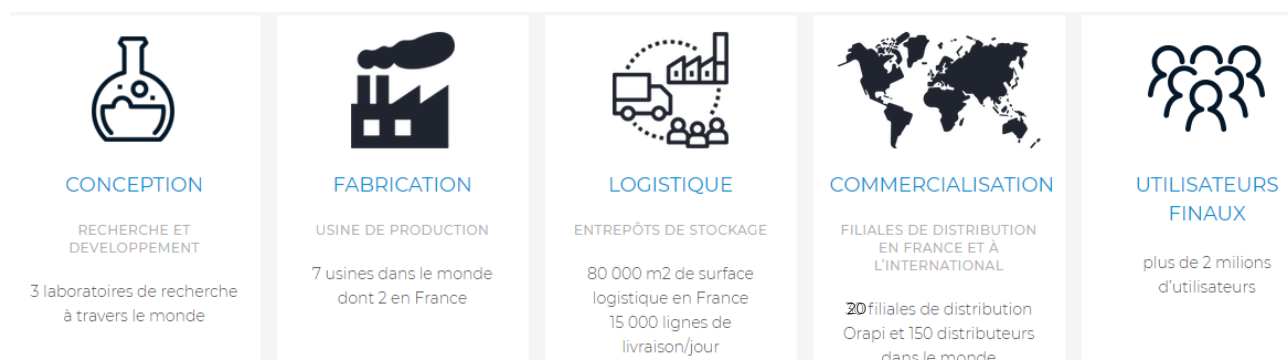 CONCEPTION
RECHERCHE ET
DEVELOPPEMENT
3 laboratoires de recherche
à travers le monde
FABRICATION
USINE DE PRODUCTION
7 usines dans le monde
dont 2 en France
LOGISTIQUE
ENTREPÔTS DE STOCKAGE
80 000 m2 de surface
logistique en France
15 000 lignes de
livraison/jour
COMMERCIALISATION
FILIALES DE DISTRIBUTION
EN FRANCE ET À
L'INTERNATIONAL
filiales de distribution
Orapi et 150 distributeurs
dans le monde
UTILISATEURS
FINAUX
plus de 2 milions
d'utilisateurs